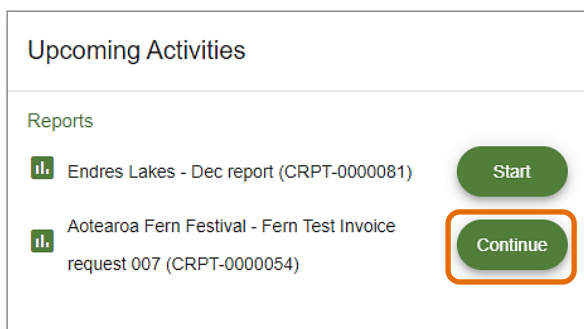 Upcoming Activities
Reports
Endres Lakes - Dec report (CRPT-0000081)
Start
Aotearoa Fern Festival - Fern Test Invoice
request 007 (CRPT-0000054)
Continue